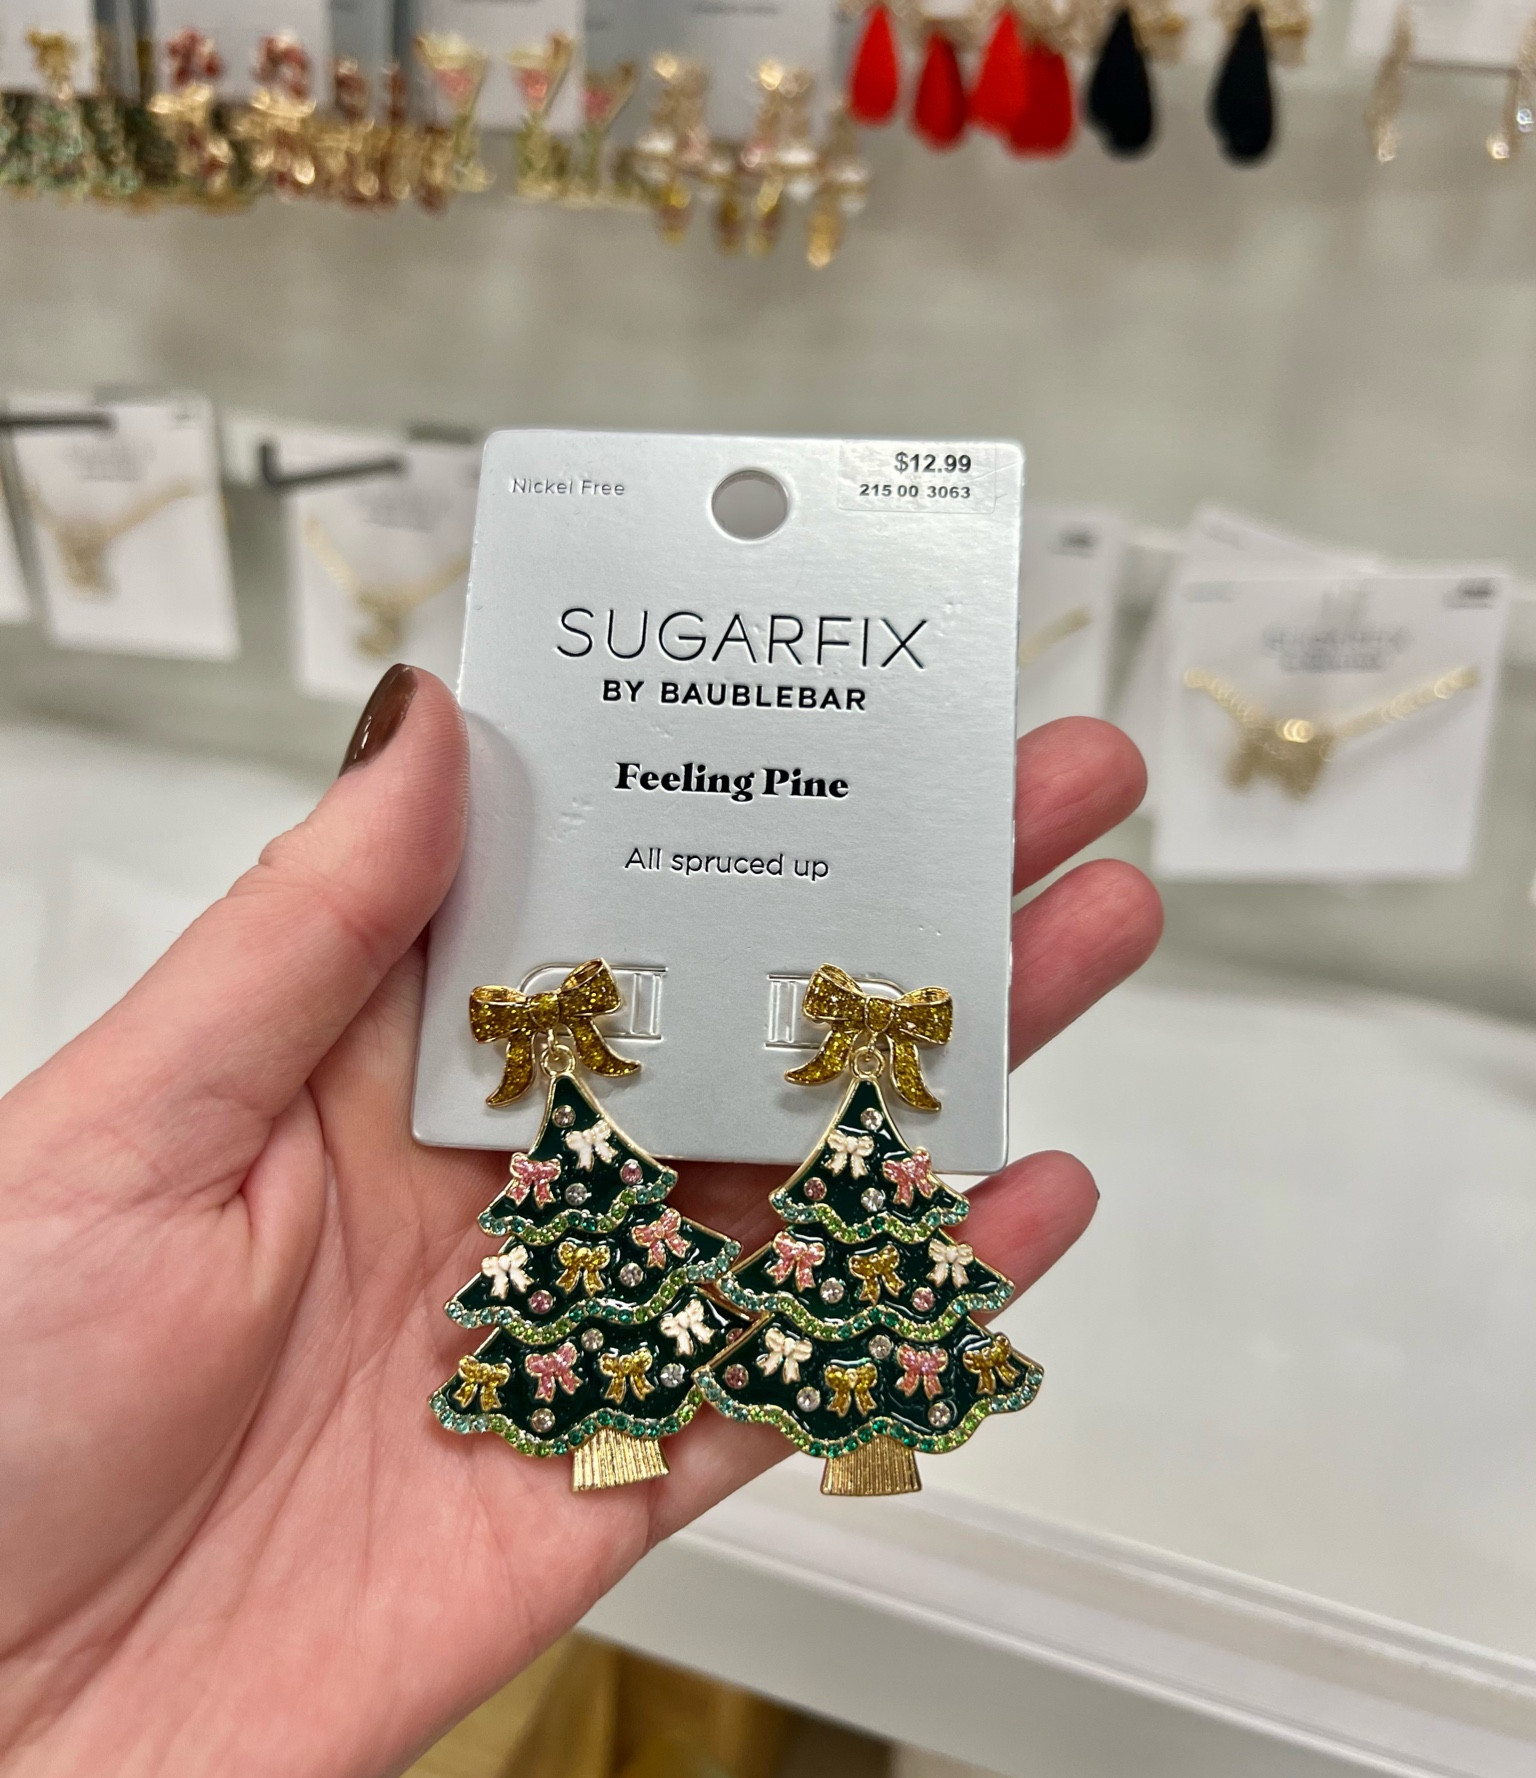 Nickel Free
$12.99
215 00 3063
SUGARFIX
BY BAUBLEBAR
Feeling Pine
All spruced up